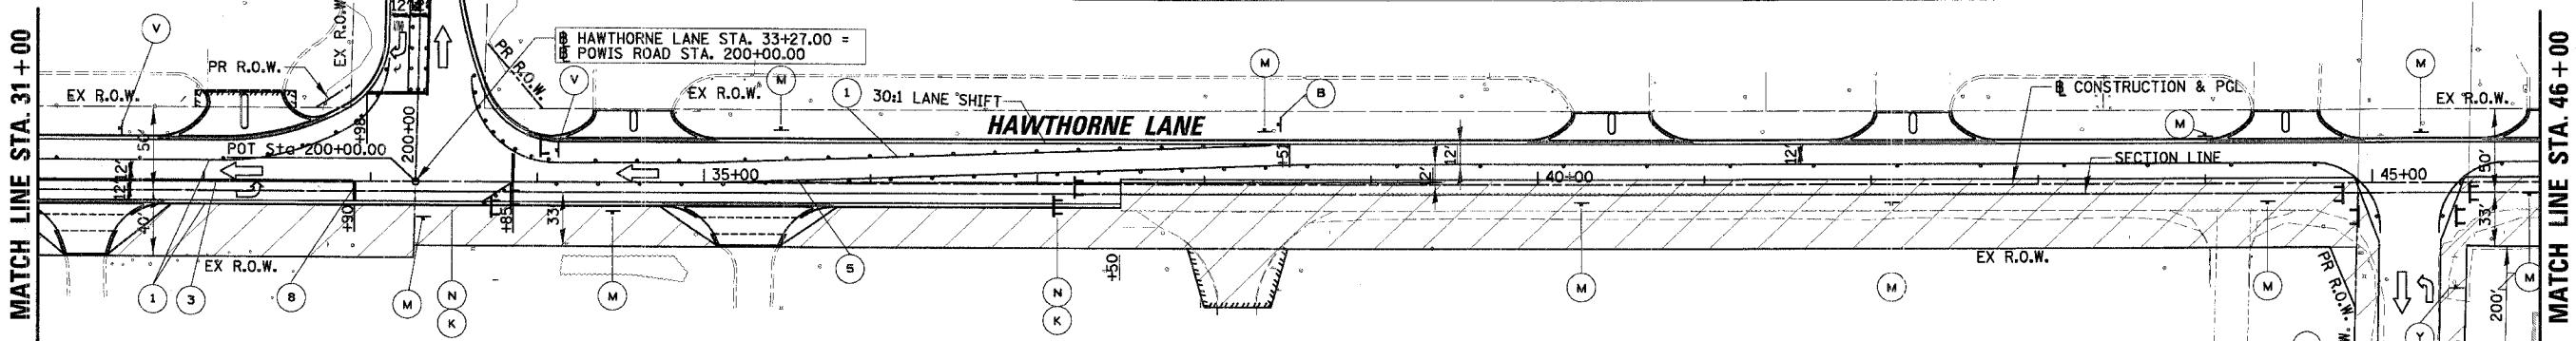 MATCH LINE STA. 31+00
V
EX R.O.W.
PR R.O.W.
EX R.O.W.
12'
50'
12'
12'
40'
POT Sta 200+00.00
+98
200+00
+90
EX R.O.W.
1
3
8
M
N
K
PR R.O.W.
℄ HAWTHORNE LANE STA. 33+27.00 =
℄ POWIS ROAD STA. 200+00.00
V
M
EX R.O.W.
1
30:1 LANE SHIFT
M
B
HAWTHORNE LANE
35+00
+85
33'
M
5
N
K
+50
+51
12'
2'
40+00
12'
℄ CONSTRUCTION & PGL
SECTION LINE
M
M
EX R.O.W.
45+00
50'
33'
M
M
EX R.O.W.
M
PR R.O.W.
200'
M
Y
MATCH LINE STA. 46+00